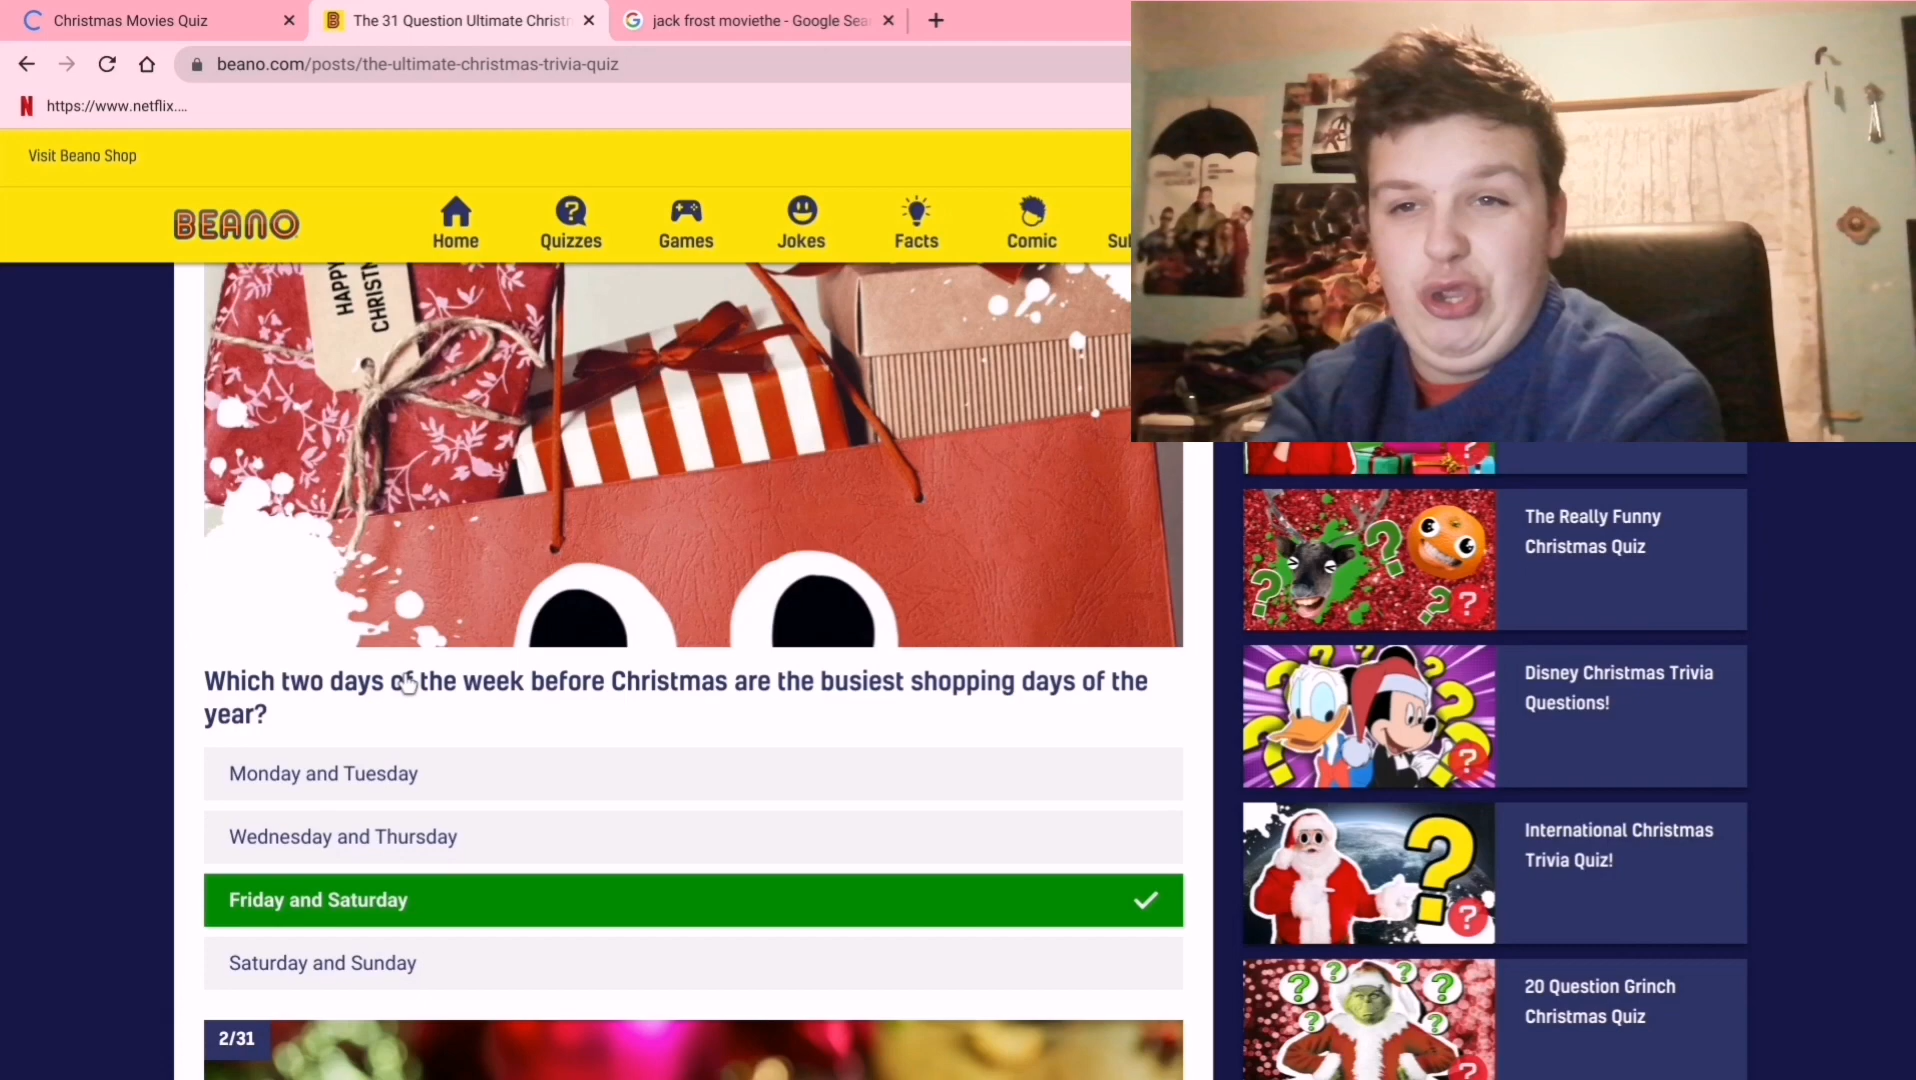 Christmas Movies Quiz
The 31 Question Ultimate Christm
jack frost moviethe - Google Sea
beano.com/posts/the-ultimate-christmas-trivia-quiz
N https://www.netflix....
Visit Beano Shop
BEANO
Home
Quizzes
Games
Jokes
Facts
Comic
Sul
HAPPY
CHRISTM
Which two days of the week before Christmas are the busiest shopping days of the
year?
Monday and Tuesday
Wednesday and Thursday
Friday and Saturday
Saturday and Sunday
2/31
The Really Funny
Christmas Quiz
Disney Christmas Trivia
Questions!
International Christmas
Trivia Quiz!
20 Question Grinch
Christmas Quiz